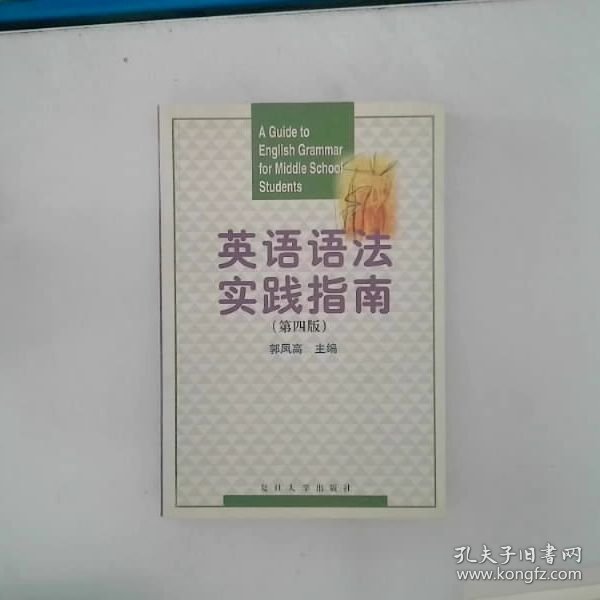 A Guide to
English Grammar
for Middle School
Students
英语语法
实践指南
(第四版)
郭凤高 主编
复旦大学出版社
孔夫子旧書网
www.kongfz.com